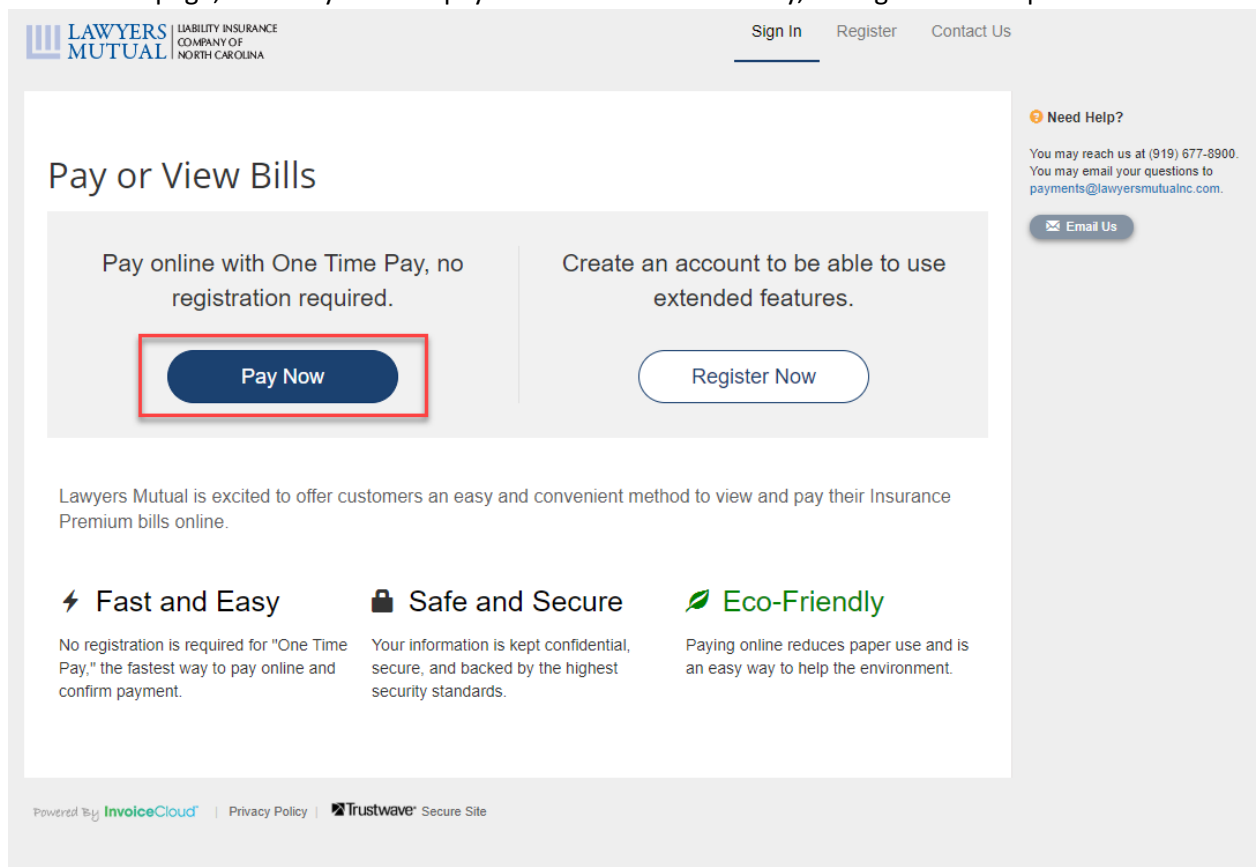 LAWYERS MUTUAL LIABILITY INSURANCE COMPANY OF NORTH CAROLINA
Sign In Register Contact Us
Need Help?
You may reach us at (919) 677-8900.
You may email your questions to
payments@lawyersmutualnc.com.
Email Us
Pay or View Bills
Pay online with One Time Pay, no
registration required.
Pay Now
Create an account to be able to use
extended features.
Register Now
Lawyers Mutual is excited to offer customers an easy and convenient method to view and pay their Insurance
Premium bills online.
Fast and Easy
No registration is required for "One Time
Pay," the fastest way to pay online and
confirm payment.
Safe and Secure
Your information is kept confidential,
secure, and backed by the highest
security standards.
Eco-Friendly
Paying online reduces paper use and is
an easy way to help the environment.
Powered By InvoiceCloud | Privacy Policy | Trustwave Secure Site